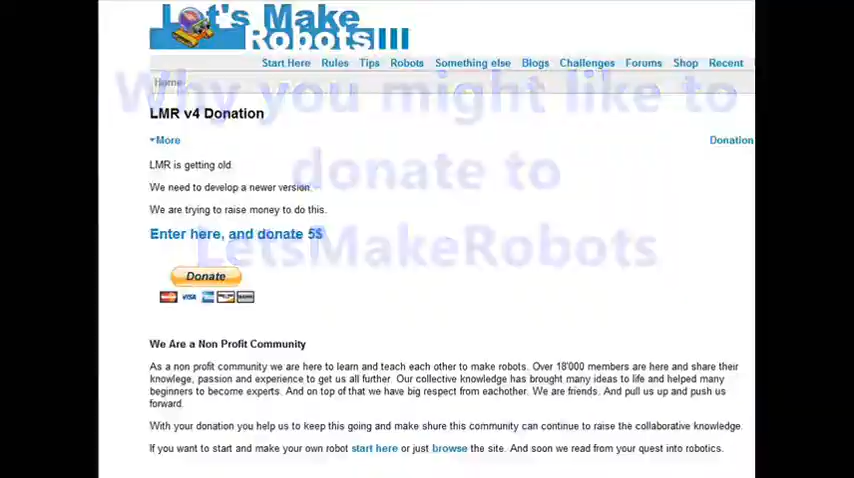 Let's Make
Robots
Start Here Rules Tips Robots Something else Blogs Challenges Forums Shop Recent
Home
Why you might like to
donate to
LetsMakeRobots
LMR v4 Donation
More Donation
LMR is getting old.
We need to develop a newer version.
We are trying to raise money to do this.
Enter here, and donate 5$
Donate
VISA
We Are a Non Profit Community
As a non profit community we are here to learn and teach each other to make robots. Over 18'000 members are here and share their
knowlege, passion and experience to get us all further. Our collective knowledge has brought many ideas to life and helped many
beginners to become experts. And on top of that we have big respect from eachother. We are friends. And pull us up and push us
forward.
With your donation you help us to keep this going and make shure this community can continue to raise the collaborative knowledge.
If you want to start and make your own robot start here or just browse the site. And soon we read from your quest into robotics.